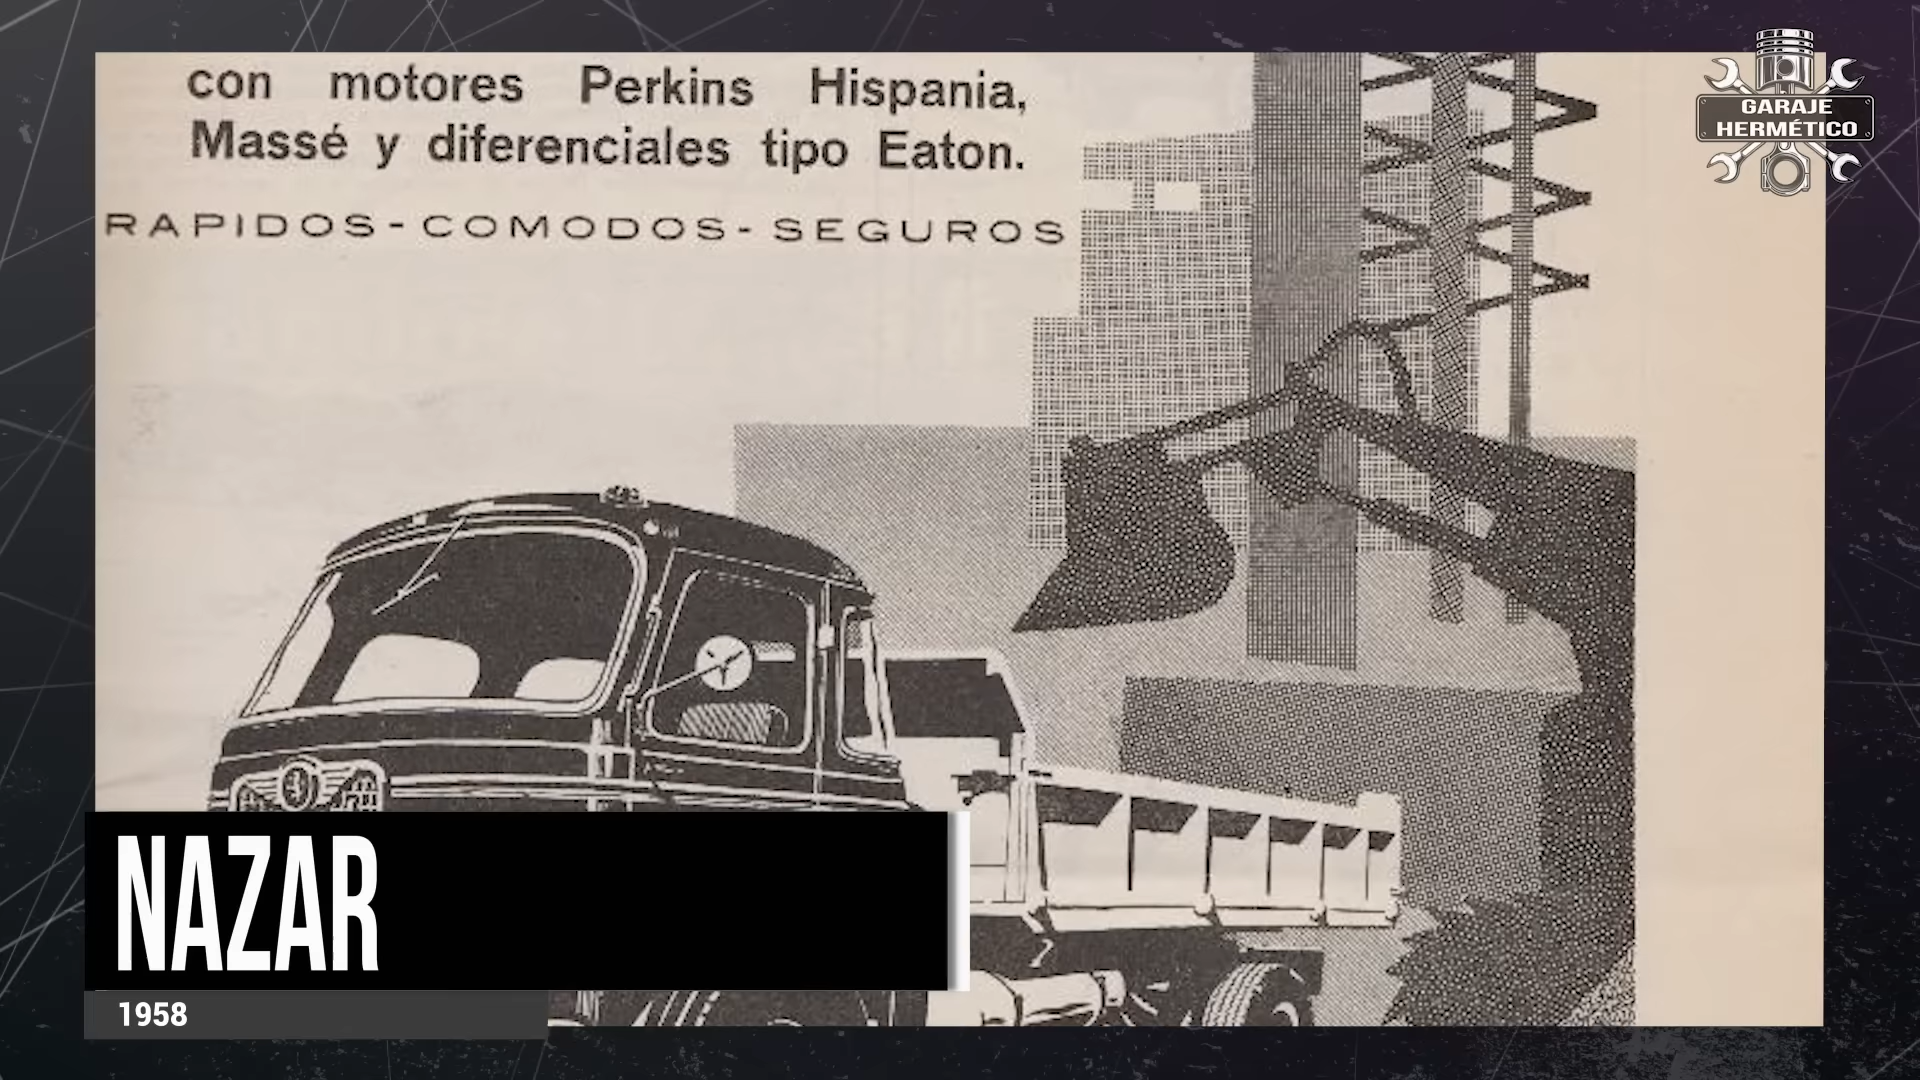 con motores Perkins Hispania,
Massé y diferenciales tipo Eaton.
RAPIDOS-COMODOS-SEGUROS
GARAJE
HERMÉTICO
NAZAR
1958